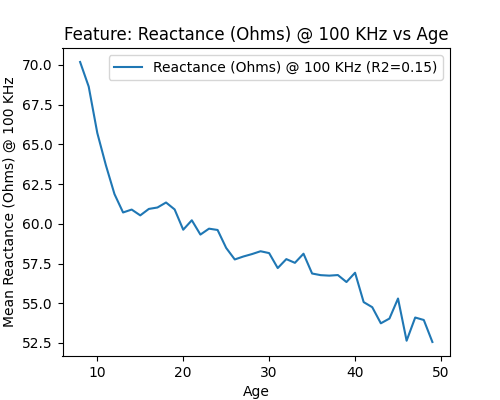 Feature: Reactance (Ohms) @ 100 KHz vs Age
Reactance (Ohms) @ 100 KHz (R2=0.15)
Mean Reactance (Ohms) @ 100 KHz
70.0
67.5
65.0
62.5
60.0
57.5
55.0
52.5
10 20 30 40 50
Age